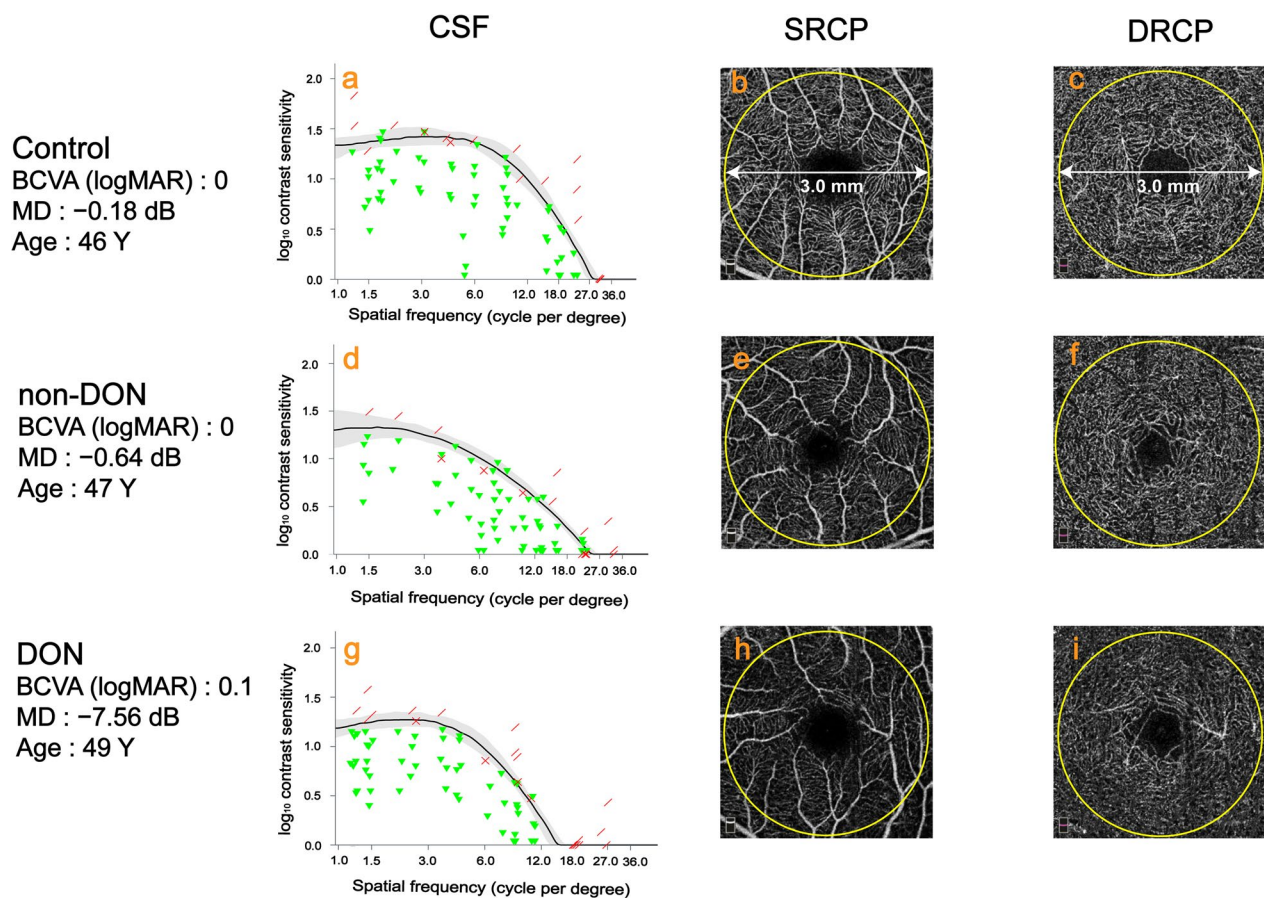 CSF SRCP DRCP
Control
BCVA (logMAR) : 0
MD : −0.18 dB
Age : 46 Y
a
log₁₀ contrast sensitivity
2.0
1.5
1.0
0.5
0.0
1.0 1.5 3.0 6.0 12.0 18.0 27.0 36.0
Spatial frequency (cycle per degree)
b
3.0 mm
c
3.0 mm
non-DON
BCVA (logMAR) : 0
MD : −0.64 dB
Age : 47 Y
d
log₁₀ contrast sensitivity
2.0
1.5
1.0
0.5
0.0
1.0 1.5 3.0 6.0 12.0 18.0 27.0 36.0
Spatial frequency (cycle per degree)
e
f
DON
BCVA (logMAR) : 0.1
MD : −7.56 dB
Age : 49 Y
g
log₁₀ contrast sensitivity
2.0
1.5
1.0
0.5
0.0
1.0 1.5 3.0 6.0 12.0 18.0 27.0 36.0
Spatial frequency (cycle per degree)
h
i